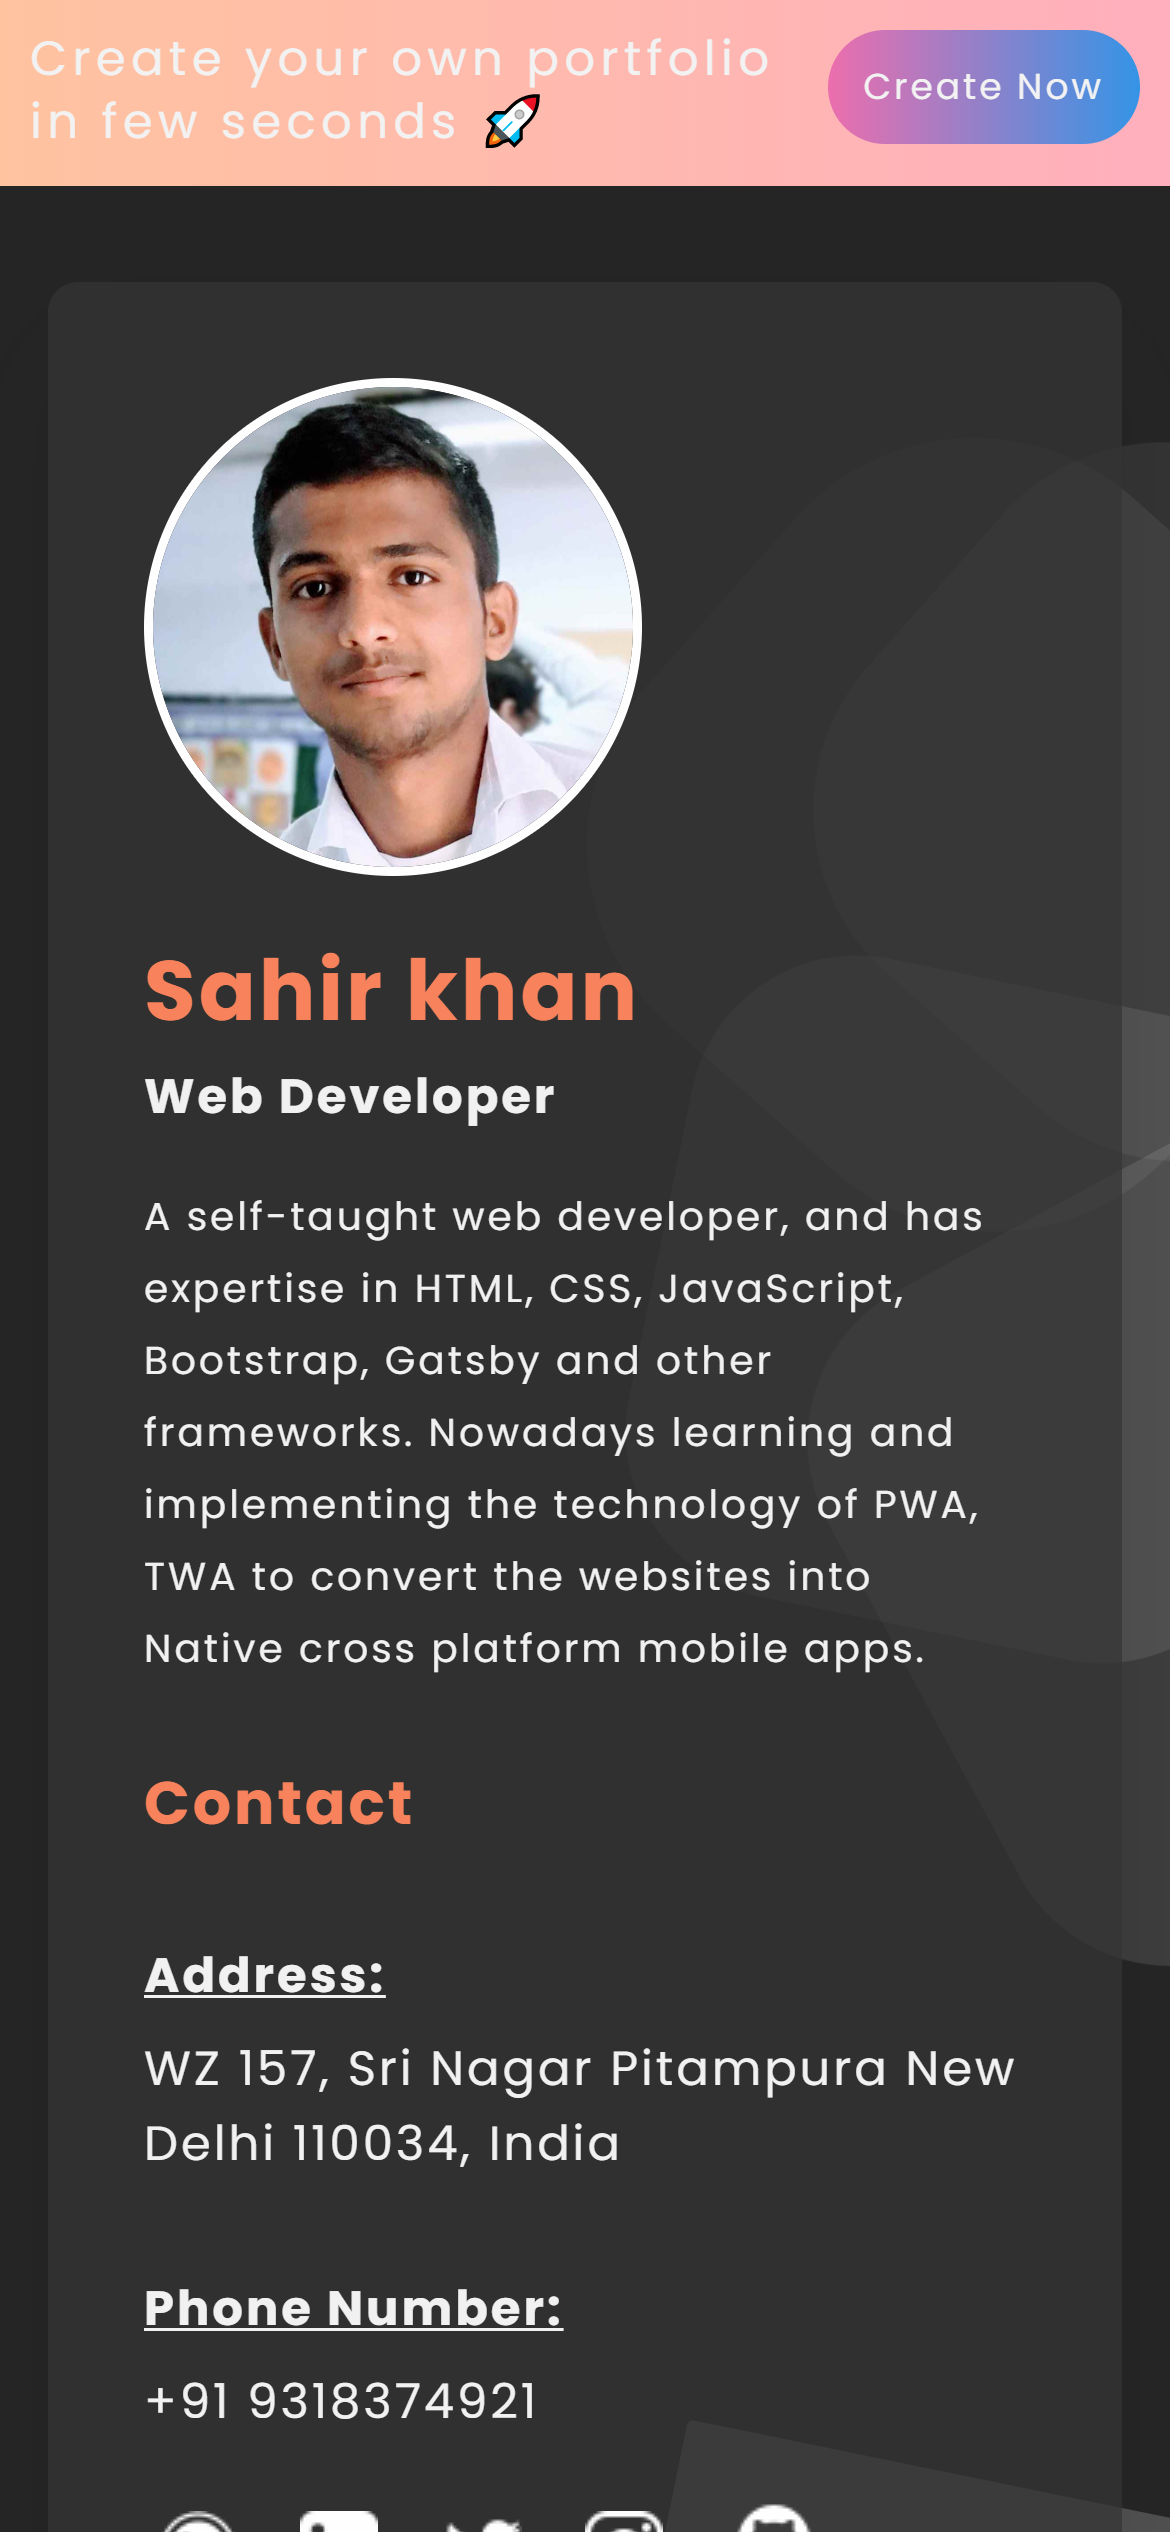 Create your own portfolio
in few seconds 🚀
Create Now
Sahir khan
Web Developer
A self-taught web developer, and has
expertise in HTML, CSS, JavaScript,
Bootstrap, Gatsby and other
frameworks. Nowadays learning and
implementing the technology of PWA,
TWA to convert the websites into
Native cross platform mobile apps.
Contact
Address:
WZ 157, Sri Nagar Pitampura New
Delhi 110034, India
Phone Number:
+91 9318374921